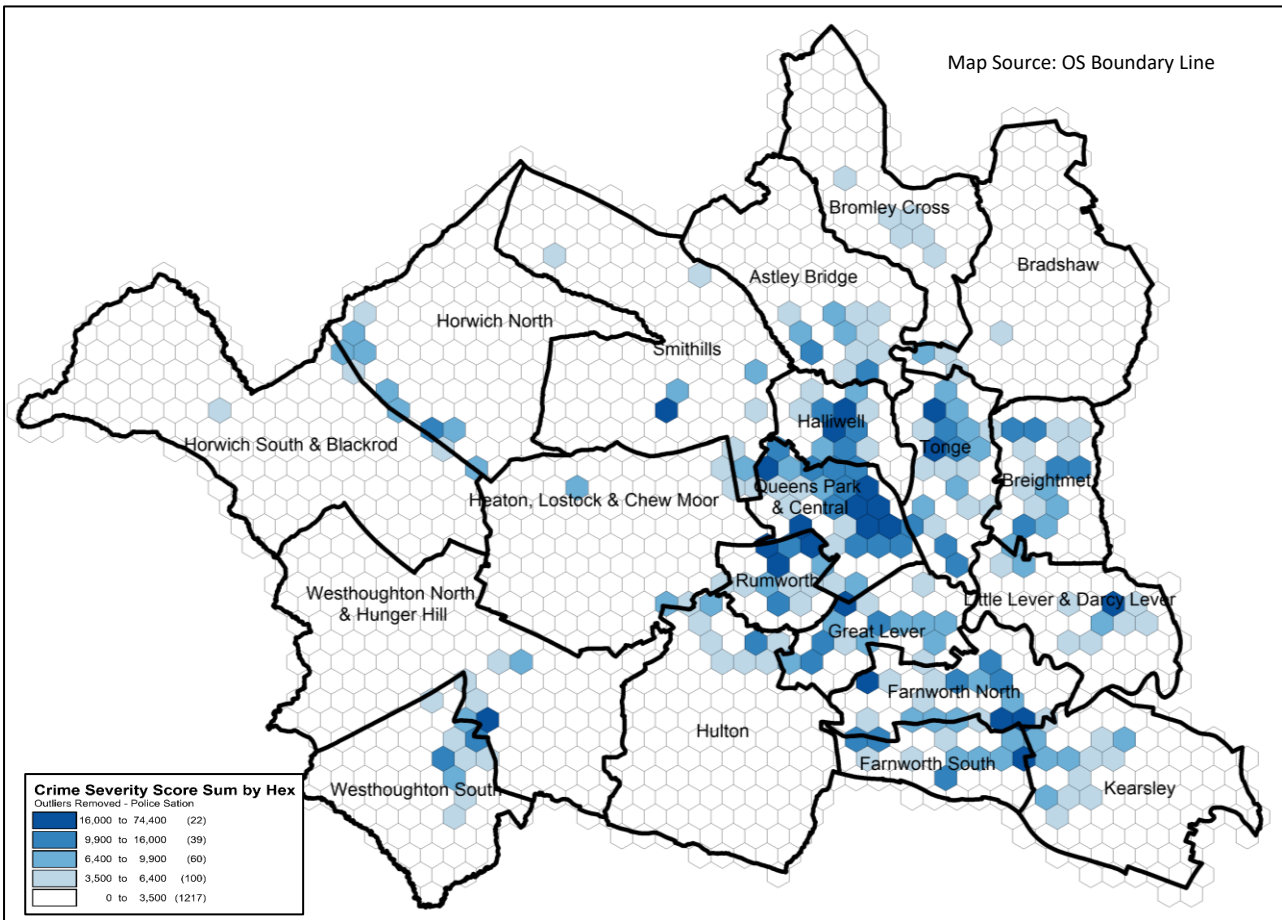 Map Source: OS Boundary Line
Bromley Cross
Bradshaw
Astley Bridge
Horwich North
Smithills
Halliwell
Horwich South & Blackrod
Tonge
Breightmet
Heaton, Lostock & Chew Moor
Queens Park
& Central
Rumworth
Westhoughton North
& Hunger Hill
Little Lever & Darcy Lever
Great Lever
Farnworth North
Hulton
Farnworth South
Kearsley
Westhoughton South
Crime Severity Score Sum by Hex
Outliers Removed - Police Sation
16,000 to 74,400 (22)
9,900 to 16,000 (39)
6,400 to 9,900 (60)
3,500 to 6,400 (100)
0 to 3,500 (1217)